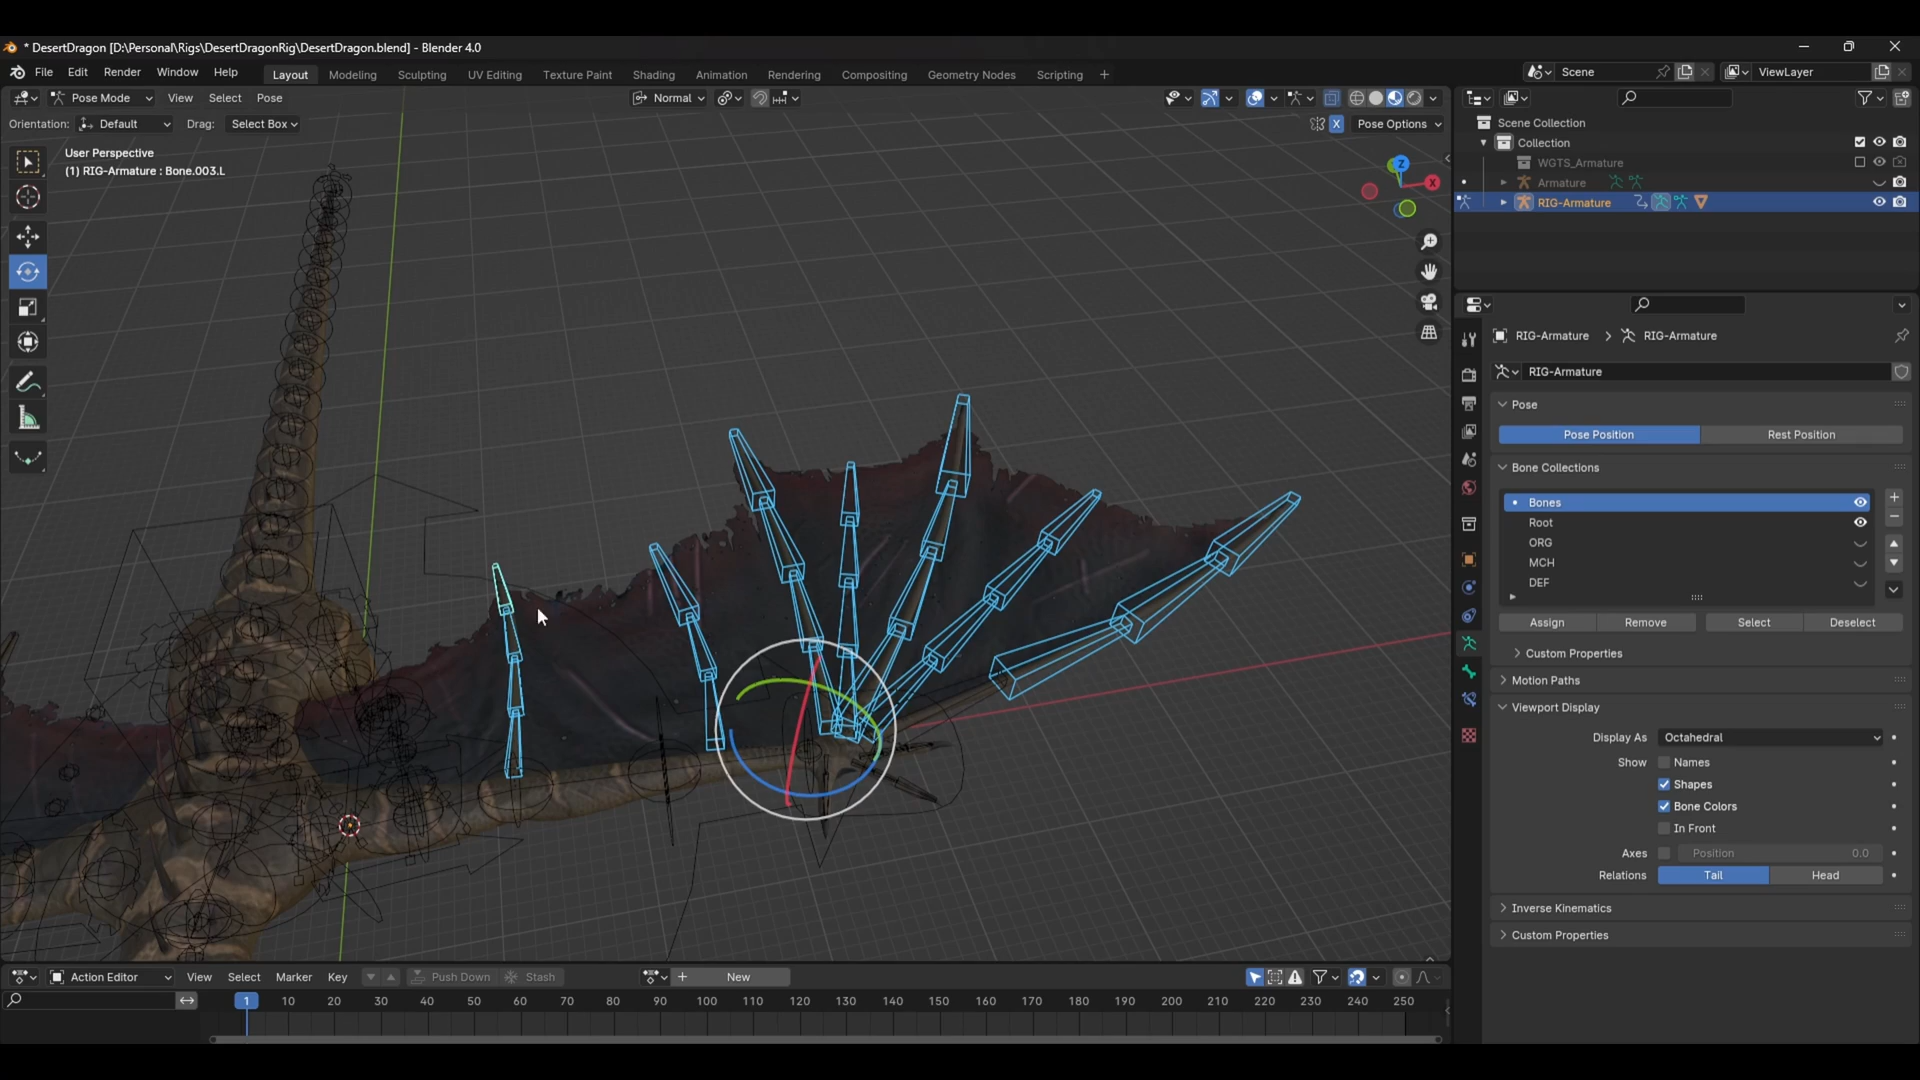 * DesertDragon [D:\Personal\Rigs\DesertDragonRig\DesertDragon.blend] - Blender 4.0
File Edit Render Window Help Layout Modeling Sculpting UV Editing Texture Paint Shading Animation Rendering Compositing Geometry Nodes Scripting + Scene ViewLayer
Pose Mode View Select Pose Normal
Orientation: Default Drag: Select Box X Pose Options
User Perspective
(1) RIG-Armature : Bone.003.L
Z
X
Scene Collection
Collection
WGTS_Armature
Armature
RIG-Armature
RIG-Armature > RIG-Armature
RIG-Armature
Pose
Pose Position Rest Position
Bone Collections
Bones
Root
ORG
MCH
DEF
Assign Remove Select Deselect
Custom Properties
Motion Paths
Viewport Display
Display As Octahedral
Show Names
Shapes
Bone Colors
In Front
Axes Position 0.0
Relations Tail Head
Inverse Kinematics
Custom Properties
Action Editor View Select Marker Key Push Down Stash + New
1 10 20 30 40 50 60 70 80 90 100 110 120 130 140 150 160 170 180 190 200 210 220 230 240 250